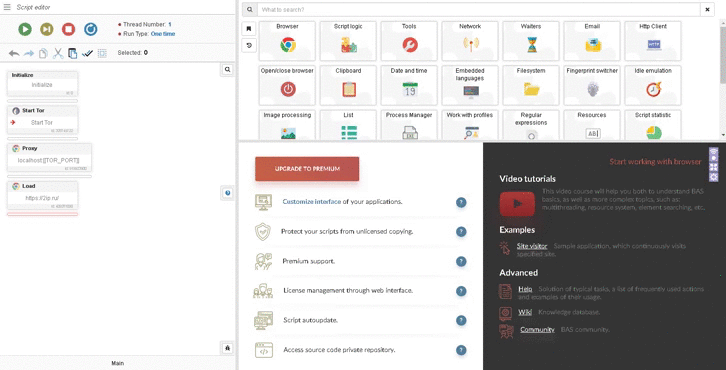 Script editor
Thread Number: 1
Run Type: One time
Selected: 0
Initialize
Initialize
Start Tor
Start Tor
Proxy
localhost:[[TOR_PORT]]
Load
https://2ip.ru/
Main
What to search?
Browser
Script logic
Tools
Network
Waiters
Email
Http Client
HTTP
Open/close browser
Clipboard
Date and time
19
Embedded languages
Filesystem
Fingerprint switcher
Idle emulation
Image processing
List
Process Manager
Work with profiles
Regular expressions
Resources
AB
Script statistic
UPGRADE TO PREMIUM
Customize interface of your applications.
Protect your scripts from unlicensed copying.
Premium support.
License management through web interface.
Script autoupdate.
Access source code private repository.
Start working with browser
Video tutorials
This video course will help you both to understand BAS
basics, as well as more complex topics, such as:
multithreading, resource system, element searching, etc.
Examples
Site visitor Sample application, which continuously visits
specified site.
Advanced
Help Solution of typical tasks, a list of frequently used actions
and examples of their usage.
Wiki Knowledge database.
Community BAS community.